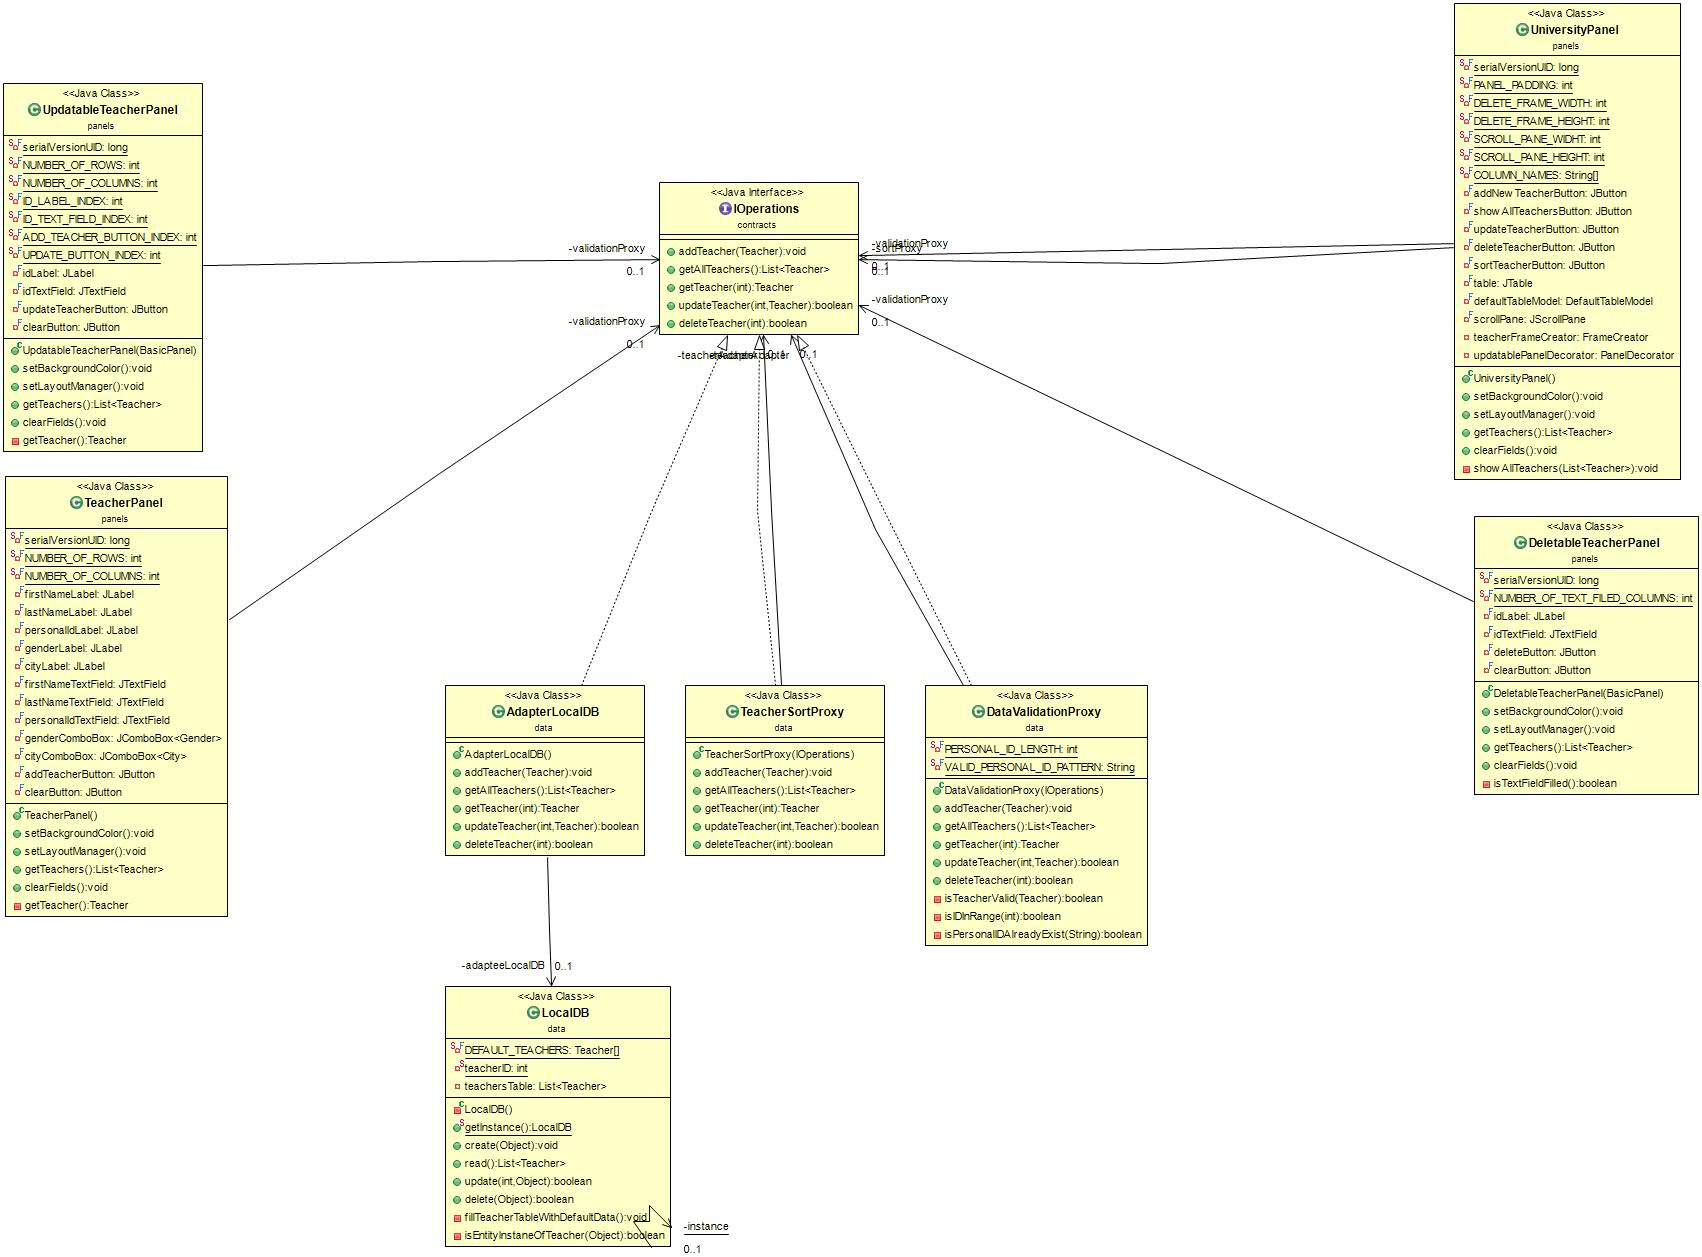 <<Java Class>>
UpdatableTeacherPanel
panels
serialVersionUID: long
NUMBER_OF_ROWS: int
NUMBER_OF_COLUMNS: int
ID_LABEL_INDEX: int
ID_TEXT_FIELD_INDEX: int
ADD_TEACHER_BUTTON_INDEX: int
UPDATE_BUTTON_INDEX: int
idLabel: JLabel
idTextField: JTextField
updateTeacherButton: JButton
clearButton: JButton
UpdatableTeacherPanel(BasicPanel)
setBackgroundColor():void
setLayoutManager():void
getTeachers():List<Teacher>
clearFields():void
getTeacher():Teacher
<<Java Class>>
TeacherPanel
panels
serialVersionUID: long
NUMBER_OF_ROWS: int
NUMBER_OF_COLUMNS: int
firstNameLabel: JLabel
lastNameLabel: JLabel
personalIdLabel: JLabel
genderLabel: JLabel
cityLabel: JLabel
firstNameTextField: JTextField
lastNameTextField: JTextField
personalIdTextField: JTextField
genderComboBox: JComboBox<Gender>
cityComboBox: JComboBox<City>
addTeacherButton: JButton
clearButton: JButton
TeacherPanel()
setBackgroundColor():void
setLayoutManager():void
getTeachers():List<Teacher>
clearFields():void
getTeacher():Teacher
<<Java Interface>>
IOperations
contracts
addTeacher(Teacher):void
getAllTeachers():List<Teacher>
getTeacher(int):Teacher
updateTeacher(int,Teacher):boolean
deleteTeacher(int):boolean
-validationProxy
0..1
-validationProxy
0..1
-validationProxy
-sortProxy
0..1
0..1
-validationProxy
0..1
0..1
0..1
<<Java Class>>
AdapterLocalDB
data
AdapterLocalDB()
addTeacher(Teacher):void
getAllTeachers():List<Teacher>
getTeacher(int):Teacher
updateTeacher(int,Teacher):boolean
deleteTeacher(int):boolean
<<Java Class>>
TeacherSortProxy
data
TeacherSortProxy(IOperations)
addTeacher(Teacher):void
getAllTeachers():List<Teacher>
getTeacher(int):Teacher
updateTeacher(int,Teacher):boolean
deleteTeacher(int):boolean
<<Java Class>>
DataValidationProxy
data
PERSONAL_ID_LENGTH: int
VALID_PERSONAL_ID_PATTERN: String
DataValidationProxy(IOperations)
addTeacher(Teacher):void
getAllTeachers():List<Teacher>
getTeacher(int):Teacher
updateTeacher(int,Teacher):boolean
deleteTeacher(int):boolean
isTeacherValid(Teacher):boolean
isIDInRange(int):boolean
isPersonalIDAlreadyExist(String):boolean
-adapteeLocalDB
0..1
<<Java Class>>
LocalDB
data
DEFAULT_TEACHERS: Teacher[]
teacherID: int
teachersTable: List<Teacher>
LocalDB()
getInstance():LocalDB
create(Object):void
read():List<Teacher>
update(int,Object):boolean
delete(Object):boolean
fillTeacherTableWithDefaultData():void
isEntityInstaneOfTeacher(Object):boolean
-instance
0..1
<<Java Class>>
UniversityPanel
panels
serialVersionUID: long
PANEL_PADDING: int
DELETE_FRAME_WIDTH: int
DELETE_FRAME_HEIGHT: int
SCROLL_PANE_WIDHT: int
SCROLL_PANE_HEIGHT: int
COLUMN_NAMES: String[]
addNewTeacherButton: JButton
showAllTeachersButton: JButton
updateTeacherButton: JButton
deleteTeacherButton: JButton
sortTeacherButton: JButton
table: JTable
defaultTableModel: DefaultTableModel
scrollPane: JScrollPane
teacherFrameCreator: FrameCreator
updatablePanelDecorator: PanelDecorator
UniversityPanel()
setBackgroundColor():void
setLayoutManager():void
getTeachers():List<Teacher>
clearFields():void
showAllTeachers(List<Teacher>):void
<<Java Class>>
DeletableTeacherPanel
panels
serialVersionUID: long
NUMBER_OF_TEXT_FILED_COLUMNS: int
idLabel: JLabel
idTextField: JTextField
deleteButton: JButton
clearButton: JButton
DeletableTeacherPanel(BasicPanel)
setBackgroundColor():void
setLayoutManager():void
getTeachers():List<Teacher>
clearFields():void
isTextFieldFilled():boolean